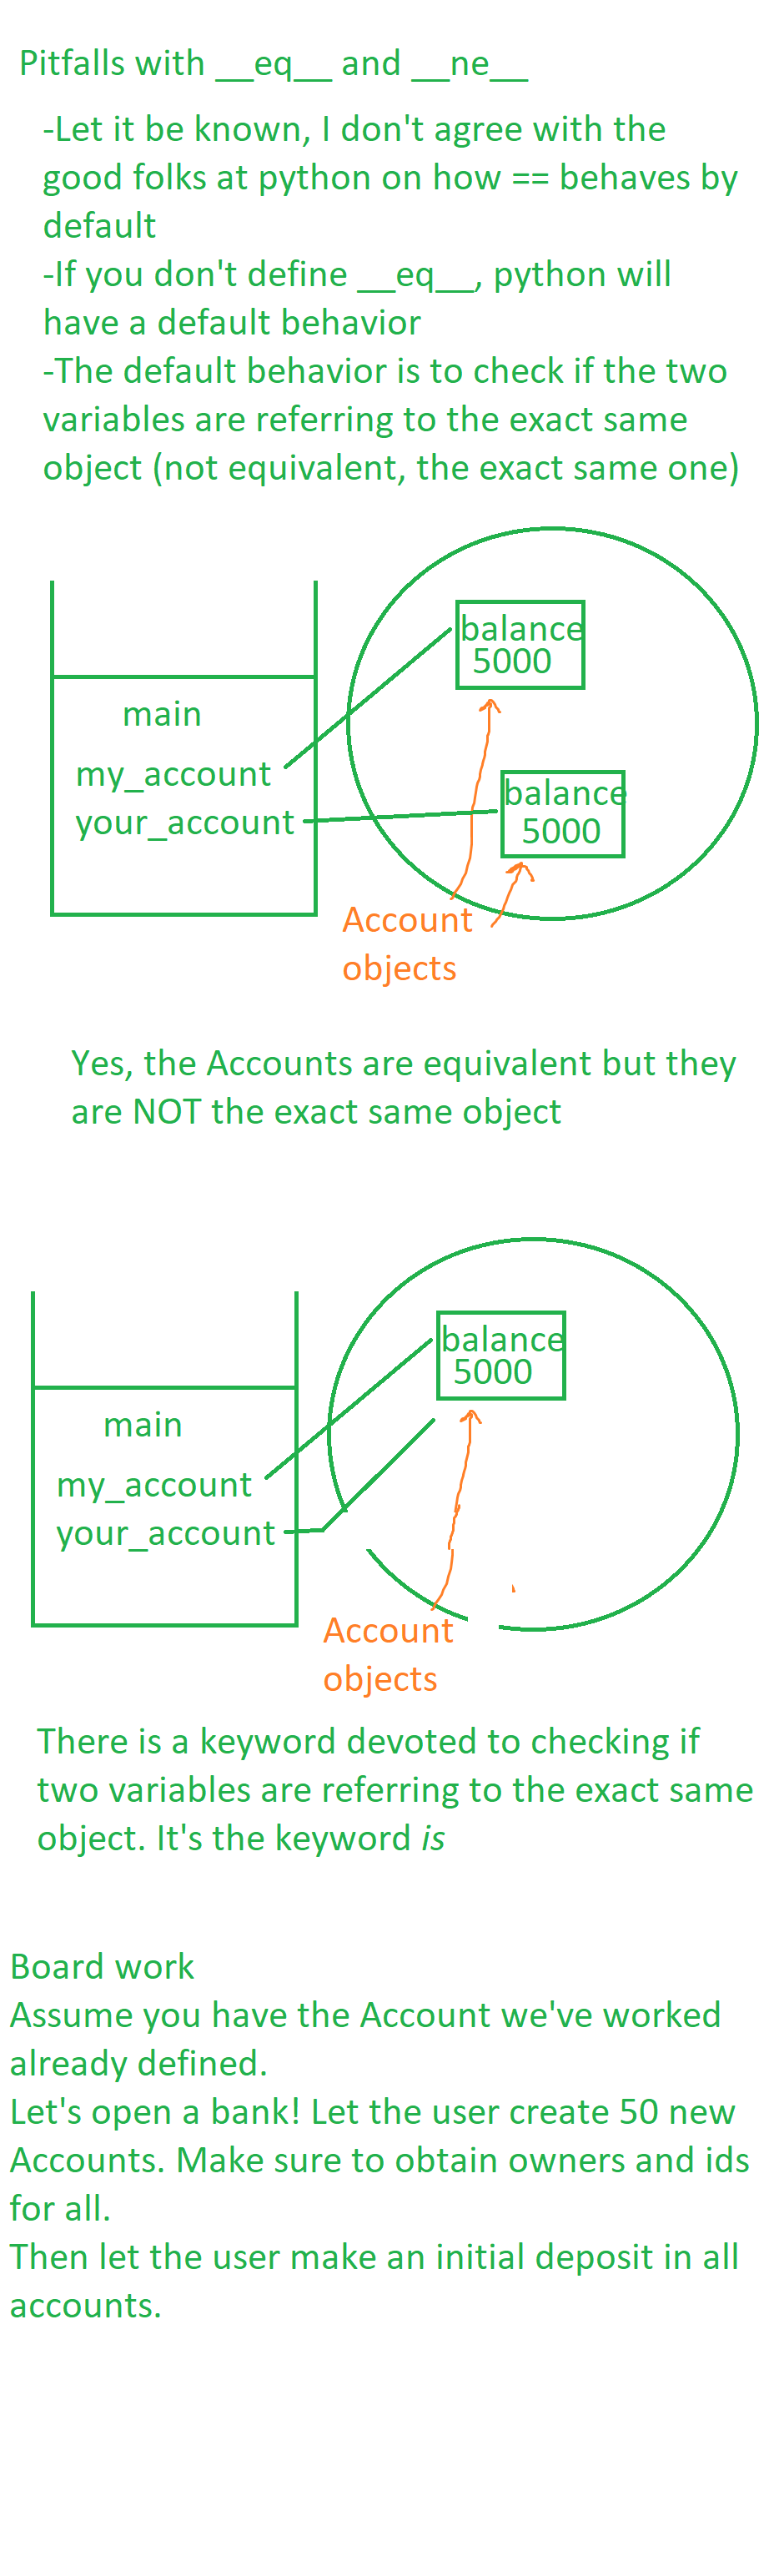 Pitfalls with __eq__ and __ne__
-Let it be known, I don't agree with the
good folks at python on how == behaves by
default
-If you don't define __eq__, python will
have a default behavior
-The default behavior is to check if the two
variables are referring to the exact same
object (not equivalent, the exact same one)
main
my_account
your_account
balance
5000
balance
5000
Account
objects
Yes, the Accounts are equivalent but they
are NOT the exact same object
main
my_account
your_account
balance
5000
Account
objects
There is a keyword devoted to checking if
two variables are referring to the exact same
object. It's the keyword is
Board work
Assume you have the Account we've worked
already defined.
Let's open a bank! Let the user create 50 new
Accounts. Make sure to obtain owners and ids
for all.
Then let the user make an initial deposit in all
accounts.